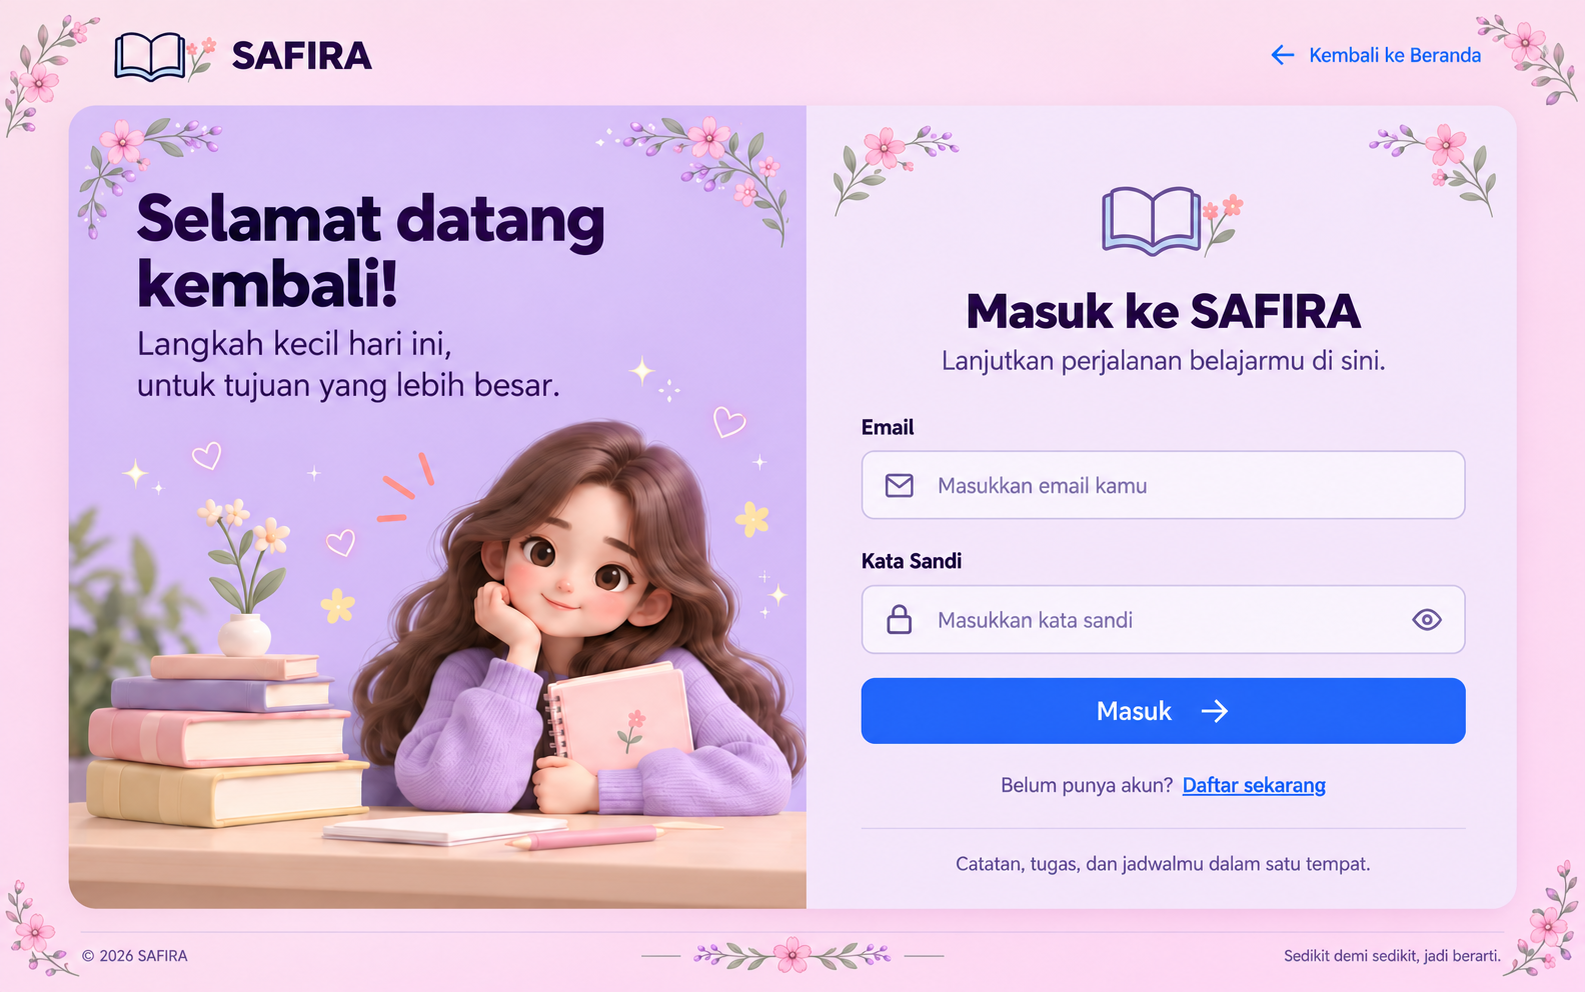 SAFIRA
Kembali ke Beranda
Selamat datang
kembali!
Langkah kecil hari ini,
untuk tujuan yang lebih besar.
Masuk ke SAFIRA
Lanjutkan perjalanan belajarmu di sini.
Email
Masukkan email kamu
Kata Sandi
Masukkan kata sandi
Masuk
Belum punya akun? Daftar sekarang
Catatan, tugas, dan jadwalmu dalam satu tempat.
© 2026 SAFIRA
Sedikit demi sedikit, jadi berarti.